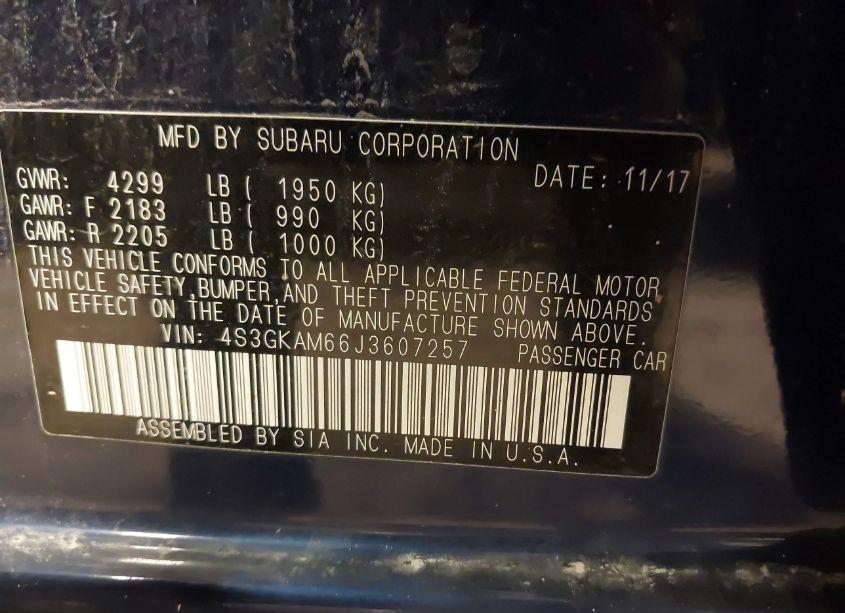 MFD BY SUBARU CORPORATION
DATE: 11/17
GVWR: 4299 LB ( 1950 KG)
GAWR: F 2183 LB ( 990 KG)
GAWR: R 2205 LB ( 1000 KG)
THIS VEHICLE CONFORMS TO ALL APPLICABLE FEDERAL MOTOR
VEHICLE SAFETY,BUMPER,AND THEFT PREVENTION STANDARDS
IN EFFECT ON THE DATE OF MANUFACTURE SHOWN ABOVE.
VIN: 4S3GKAM66J3607257 PASSENGER CAR
ASSEMBLED BY SIA INC. MADE IN U.S.A.